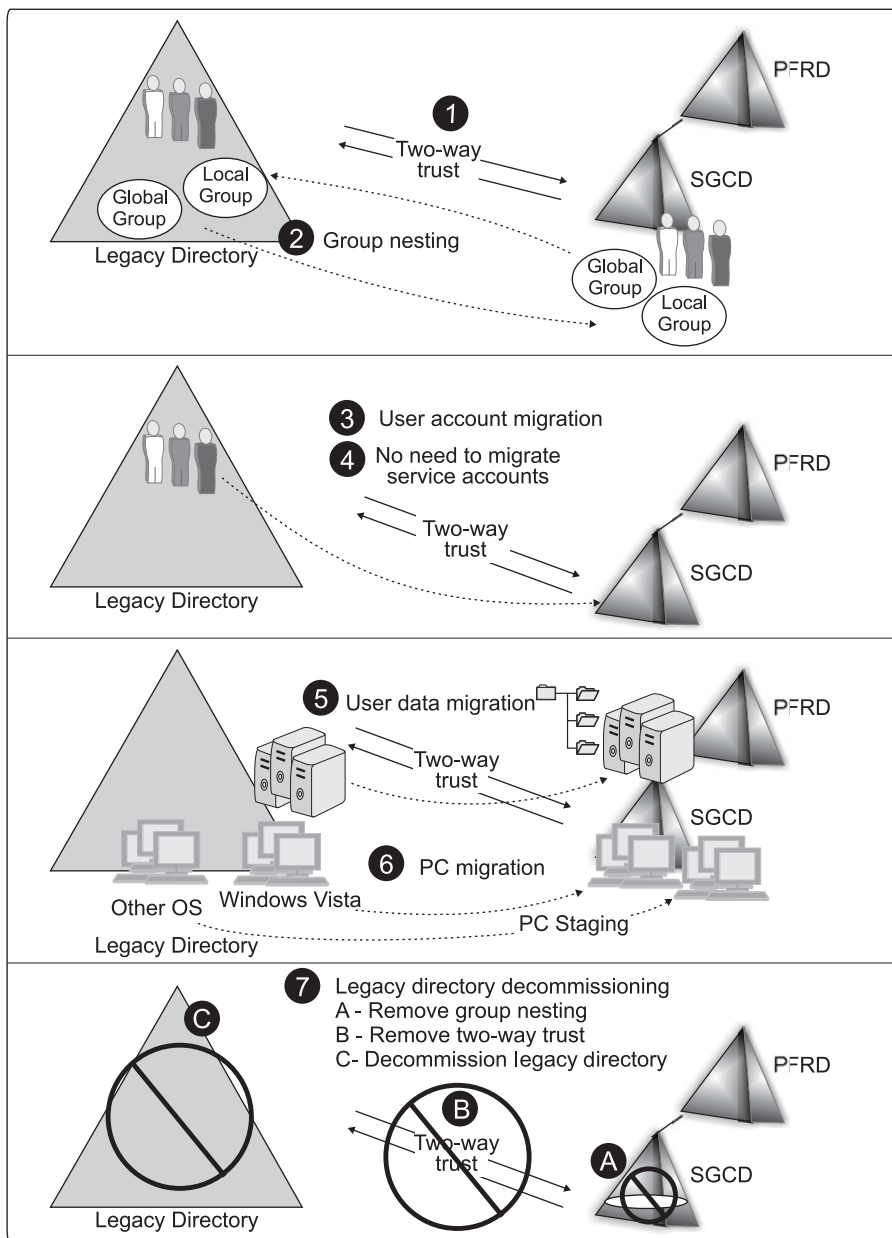 PFRD
1
Two-way
trust
SGCD
Local
Group
Global
Group
2 Group nesting
Legacy Directory
Global
Group
Local
Group
3 User account migration
4 No need to migrate
service accounts
PFRD
Two-way
trust
SGCD
Legacy Directory
5 User data migration
PFRD
Two-way
trust
SGCD
6 PC migration
Other OS
Windows Vista
PC Staging
Legacy Directory
7 Legacy directory decommissioning
A - Remove group nesting
B - Remove two-way trust
C- Decommission legacy directory
C
PFRD
B
Two-way
trust
A
SGCD
Legacy Directory